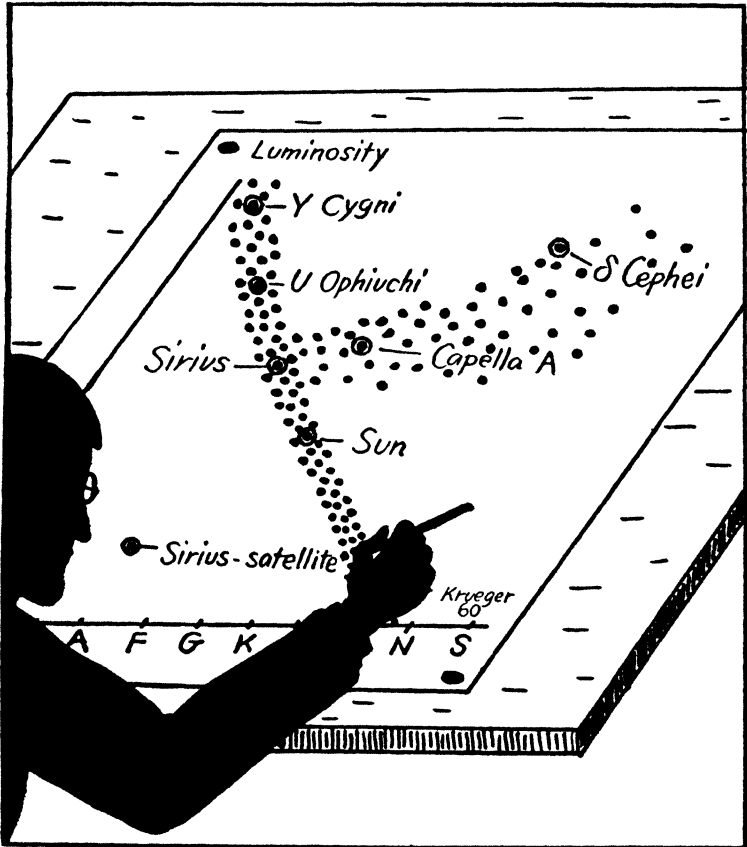 Luminosity
Y Cygni
δ Cephei
U Ophiuchi
Sirius
Capella A
Sun
Sirius-satellite
Krueger
60
A F G K N S